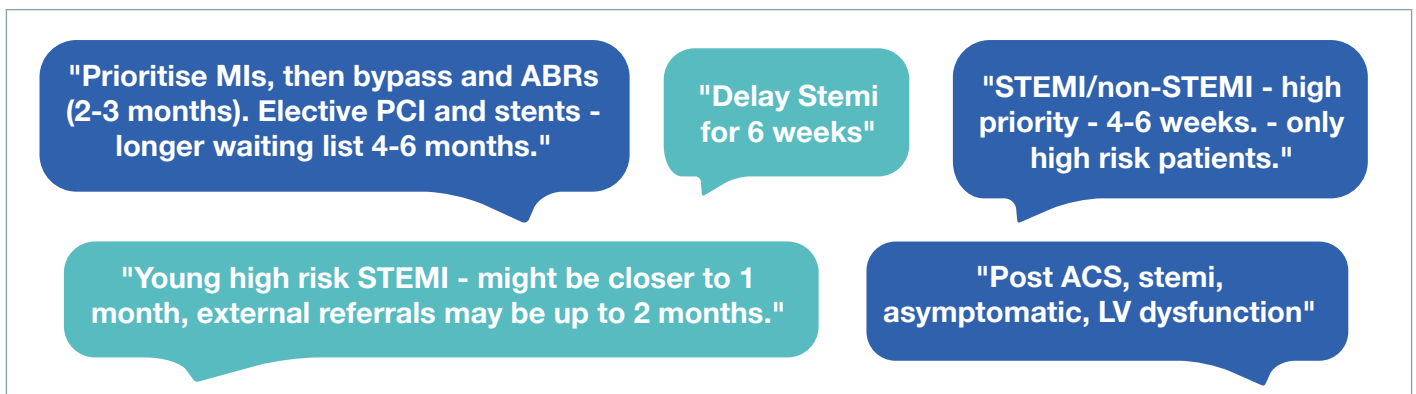 "Prioritise MIs, then bypass and ABRs
(2-3 months). Elective PCI and stents -
longer waiting list 4-6 months."
"Delay Stemi
for 6 weeks"
"STEMI/non-STEMI - high
priority - 4-6 weeks. - only
high risk patients."
"Young high risk STEMI - might be closer to 1
month, external referrals may be up to 2 months."
"Post ACS, stemi,
asymptomatic, LV dysfunction"